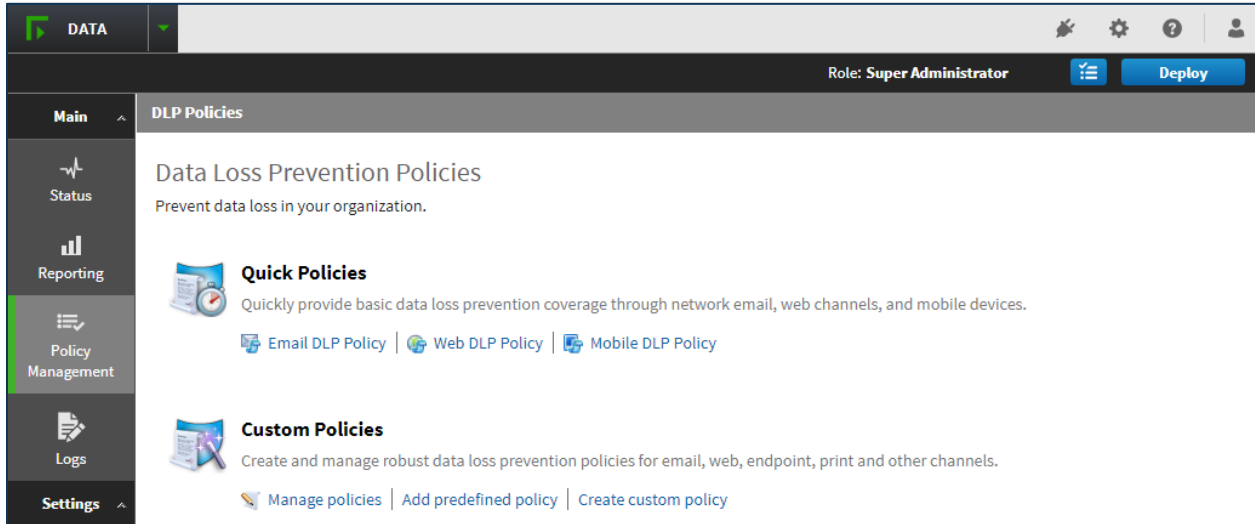 DATA
Role: Super Administrator
Deploy
Main
DLP Policies
Status
Reporting
Policy
Management
Logs
Settings
Data Loss Prevention Policies
Prevent data loss in your organization.
Quick Policies
Quickly provide basic data loss prevention coverage through network email, web channels, and mobile devices.
Email DLP Policy | Web DLP Policy | Mobile DLP Policy
Custom Policies
Create and manage robust data loss prevention policies for email, web, endpoint, print and other channels.
Manage policies | Add predefined policy | Create custom policy